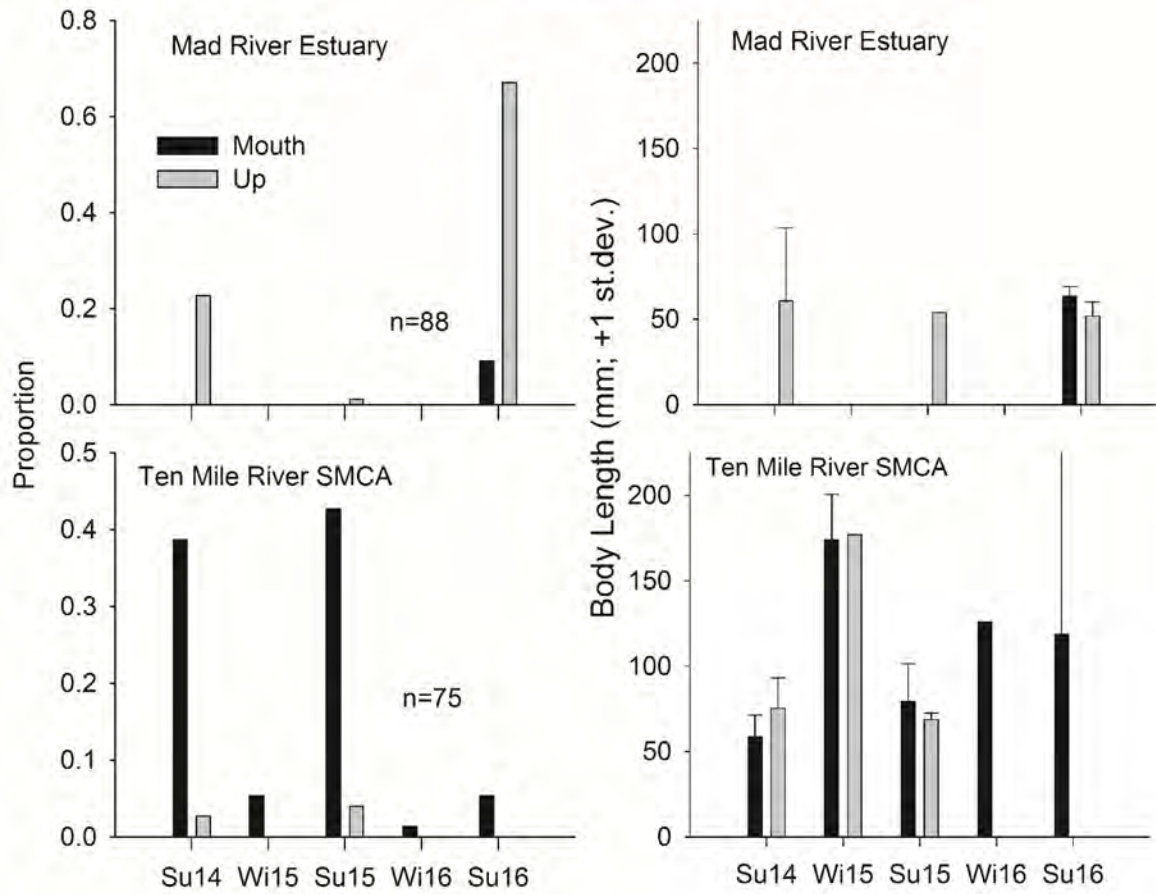 Mad River Estuary
Mouth
Up
n=88
0.8
0.6
0.4
0.2
0.0
Proportion
Mad River Estuary
200
150
100
50
0
Body Length (mm; +1 st.dev.)
Ten Mile River SMCA
n=75
0.5
0.4
0.3
0.2
0.1
0.0
Su14 Wi15 Su15 Wi16 Su16
Ten Mile River SMCA
200
150
100
50
0
Su14 Wi15 Su15 Wi16 Su16